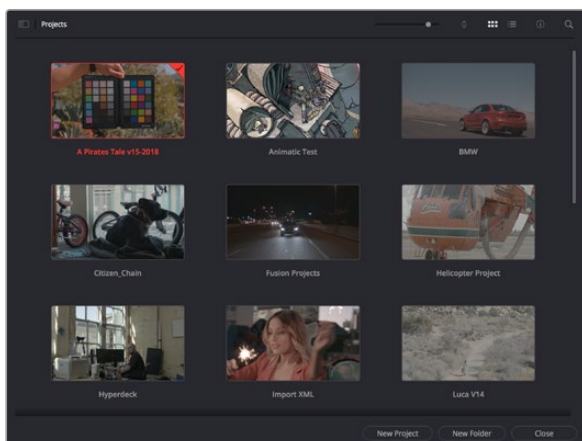 Projects
A Pirates Tale v15-2018
Animatic Test
BMW
Citizen_Chain
Fusion Projects
Helicopter Project
Hyperdeck
Import XML
Luca V14
New Project
New Folder
Close